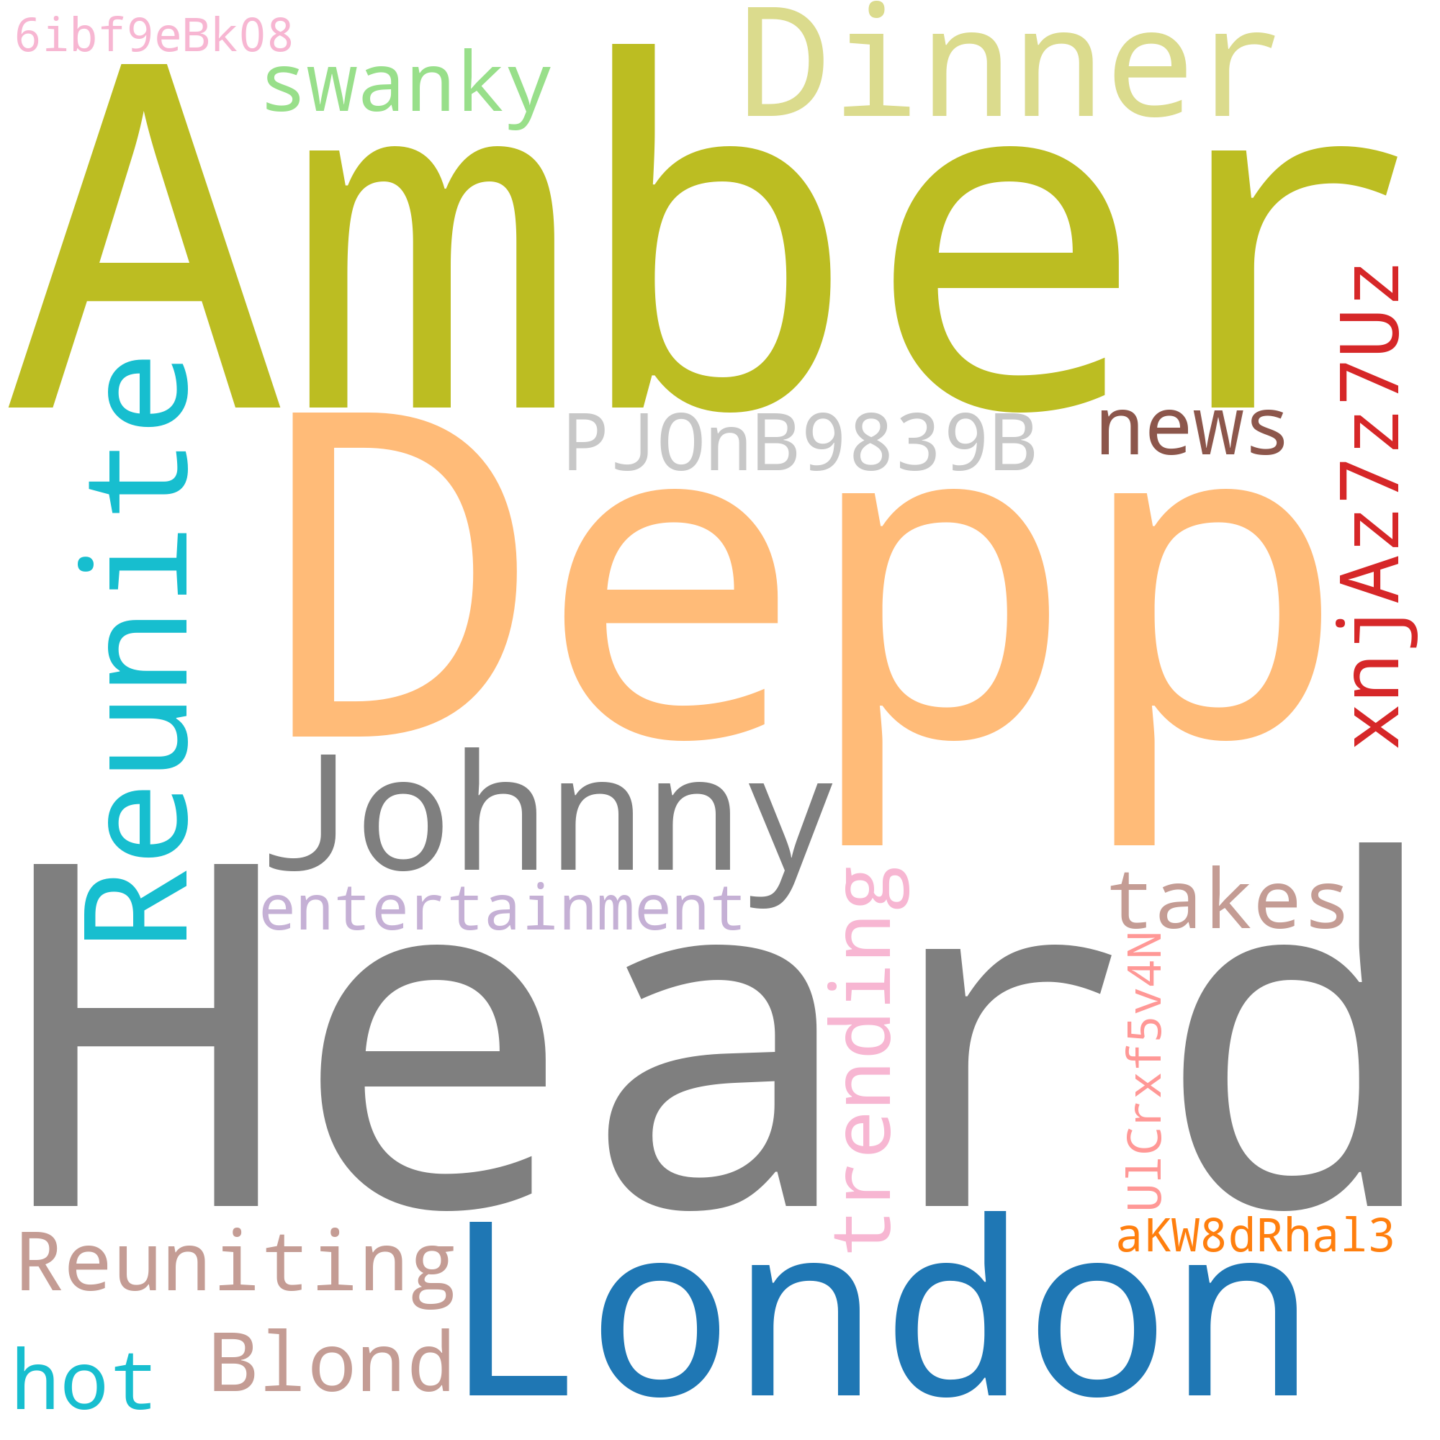 6ibf9eBk08
swanky
Dinner
Amber
Reunite
PJOnB9839B
news
xnjAz7z7Uz
Depp
Johnny
entertainment
trending
takes
Heard
UlCrxf5v4N
Reuniting
London
aKW8dRhal3
hot
Blond